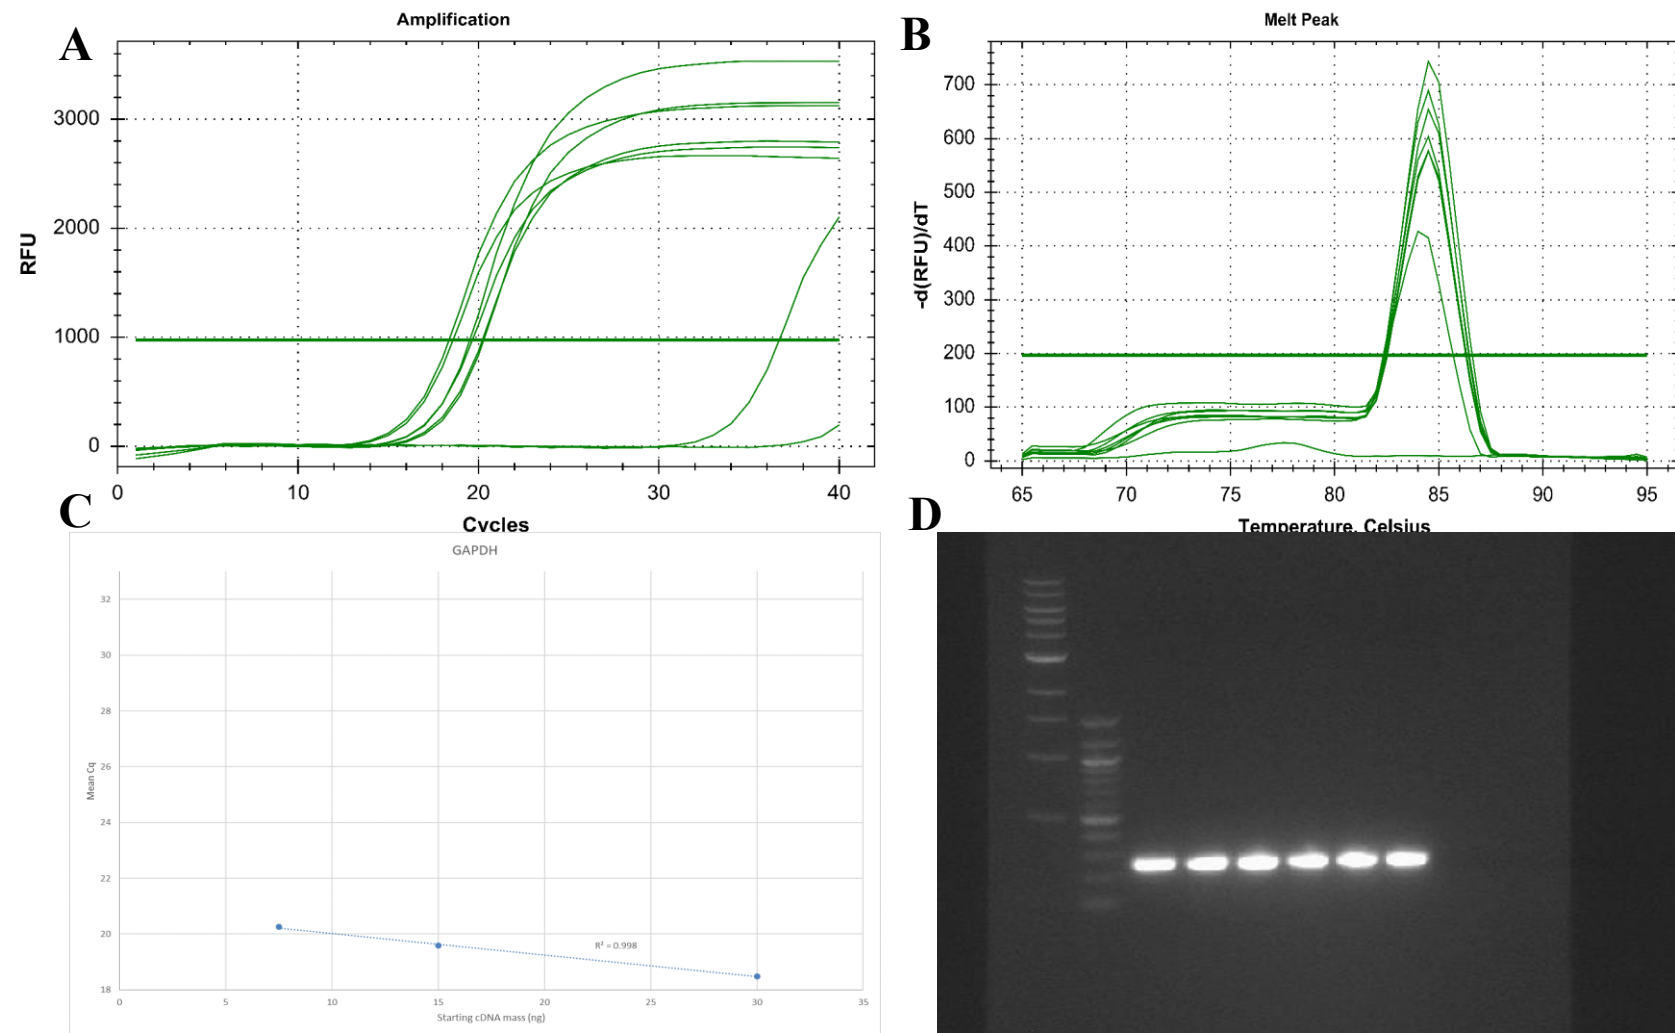 A
Amplification
RFU
3000
2000
1000
0
0 10 20 30 40
Cycles
B
Melt Peak
-d(RFU)/dT
700
600
500
400
300
200
100
0
65 70 75 80 85 90 95
Temperature, Celsius
C
GAPDH
Mean Cq
32
30
28
26
24
22
20
18
R² = 0.998
0 5 10 15 20 25 30 35
Starting cDNA mass (ng)
D